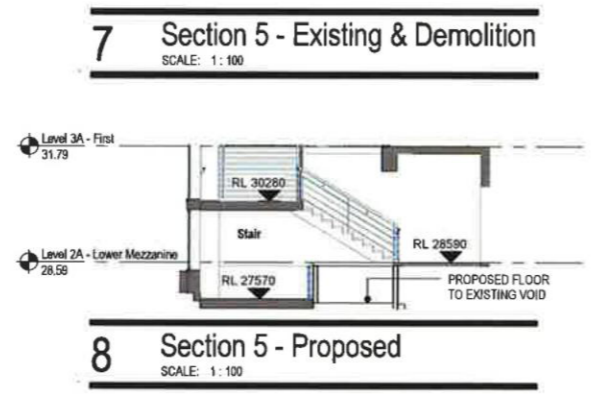 7 Section 5 - Existing & Demolition
SCALE: 1 : 100
Level 3A - First
31.79
RL 30280
Stair
RL 28590
Level 2A - Lower Mezzanine
28.59
RL 27570
PROPOSED FLOOR
TO EXISTING VOID
8 Section 5 - Proposed
SCALE: 1 : 100